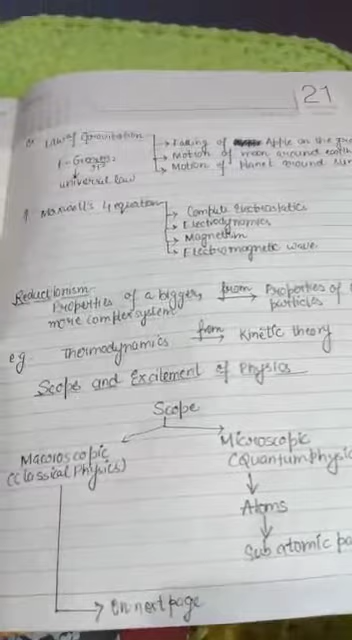 21
Law of Gravitation → Falling of Apple on the
→ Motion of moon around earth
→ Motion of Planet around sun
universal law
Maxwell's 4 equation → Complete Electrostatics
→ Electrodynamics
→ Magnetism
→ Electromagnetic wave
Reductionism:
Properties of a bigger, from → Properties of
more complex system particles
e.g. Thermodynamics from → Kinetic theory
Scope and Excitement of Physics
Scope
Macroscopic
(Classical Physics)
Microscopic
(Quantum physic
Atoms
Sub atomic pa
→ In next page